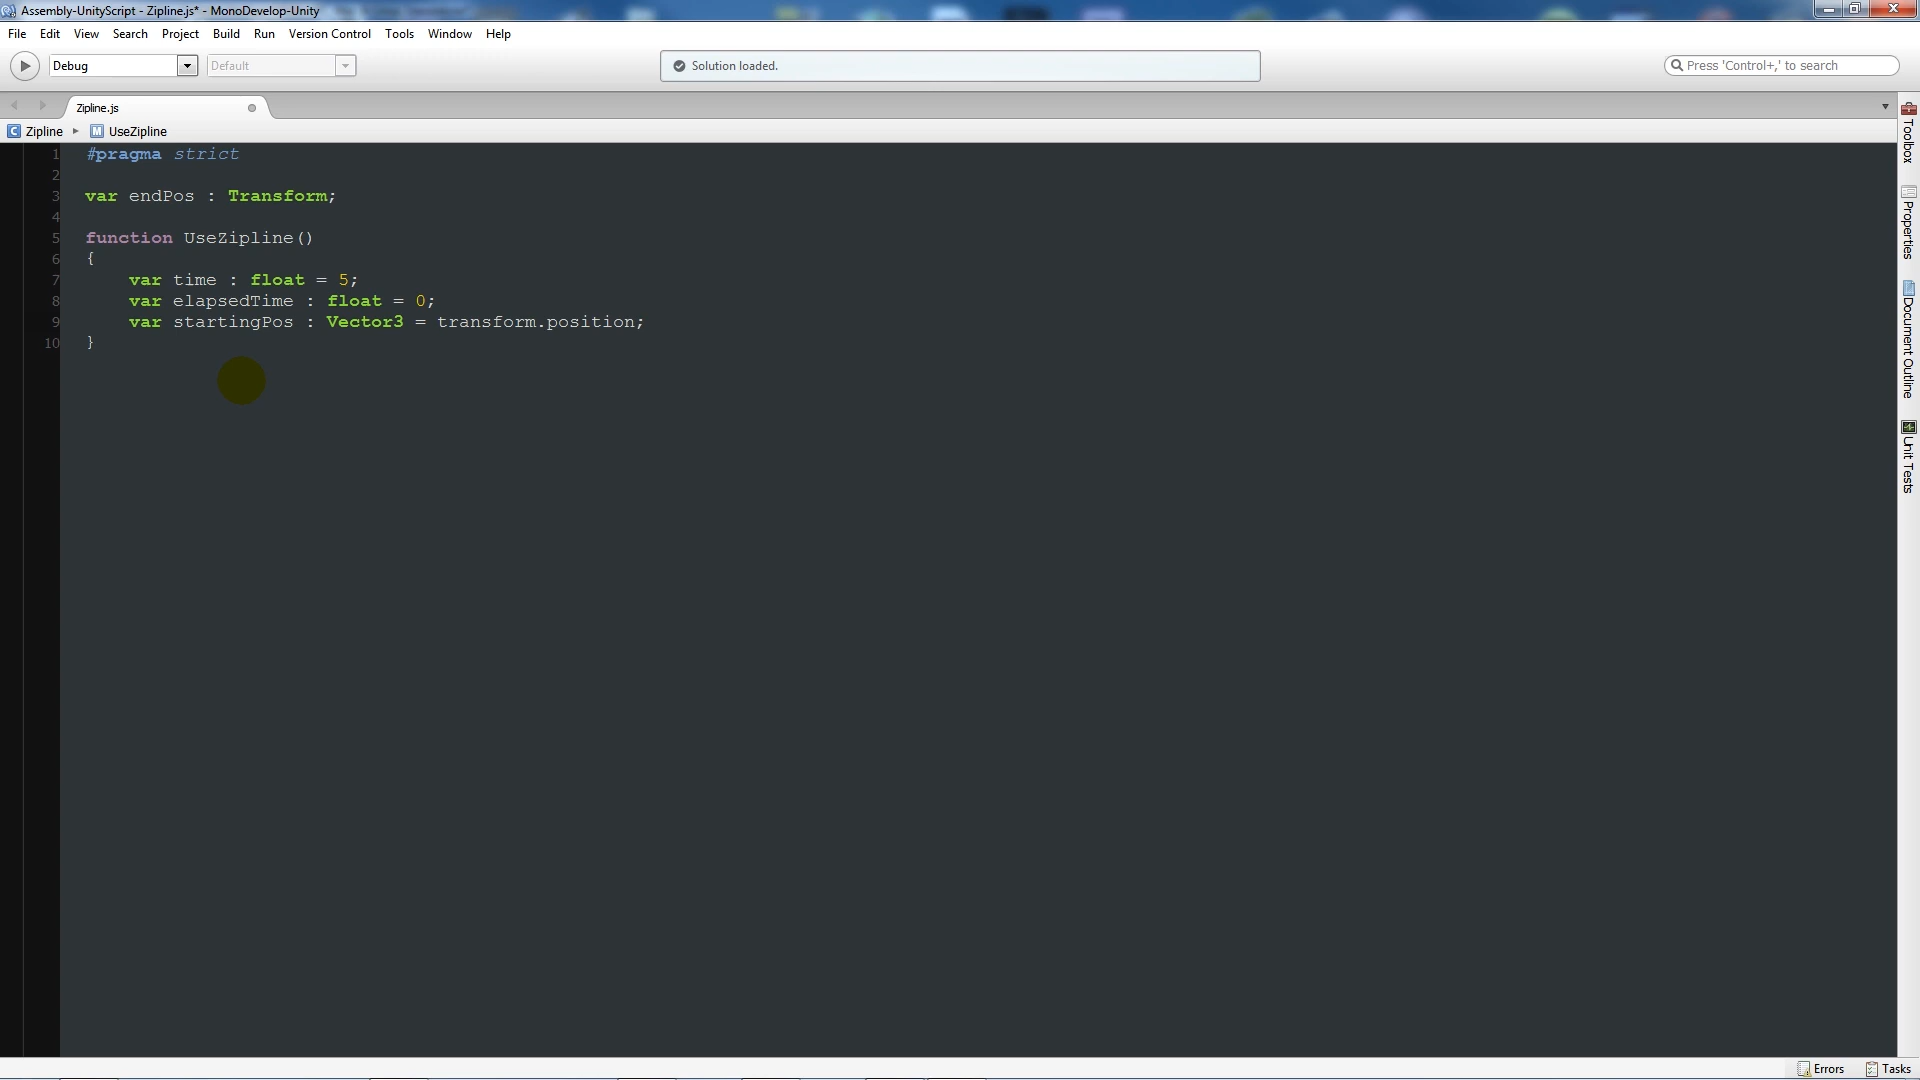 Assembly-UnityScript - Zipline.js* - MonoDevelop-Unity
File Edit View Search Project Build Run Version Control Tools Window Help
Debug Default Solution loaded. Press 'Control+,' to search
Zipline.js
Zipline UseZipline
1 #pragma strict
2
3 var endPos : Transform;
4
5 function UseZipline()
6 {
7 var time : float = 5;
8 var elapsedTime : float = 0;
9 var startingPos : Vector3 = transform.position;
10 }
Toolbox
Properties
Document Outline
Unit Tests
Errors Tasks